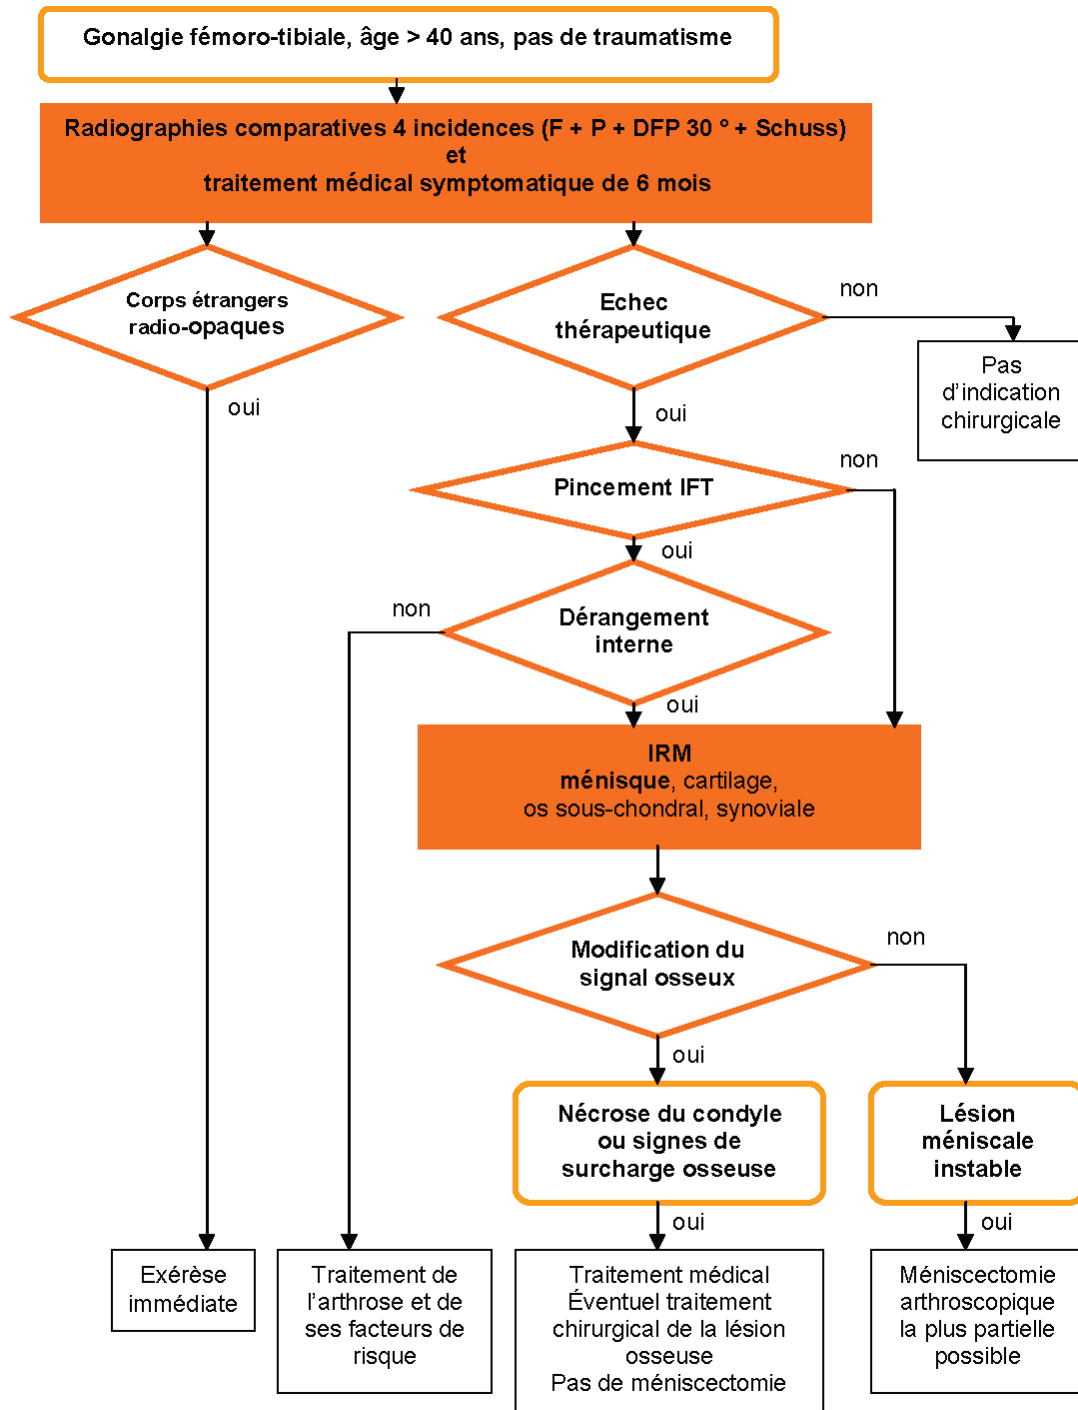 Gonalgie fémoro-tibiale, âge > 40 ans, pas de traumatisme
Radiographies comparatives 4 incidences (F + P + DFP 30 ° + Schuss)
et
traitement médical symptomatique de 6 mois
Corps étrangers
radio-opaques
oui
Echec
thérapeutique
non
Pas
d'indication
chirurgicale
oui
Pincement IFT
non
oui
Dérangement
interne
non
oui
IRM
ménisque, cartilage,
os sous-chondral, synoviale
Modification du
signal osseux
non
oui
Nécrose du condyle
ou signes de
surcharge osseuse
Lésion
méniscale
instable
oui
oui
Exérèse
immédiate
Traitement de
l'arthrose et de
ses facteurs de
risque
Traitement médical
Éventuel traitement
chirurgical de la lésion
osseuse
Pas de méniscectomie
Méniscectomie
arthroscopique
la plus partielle
possible